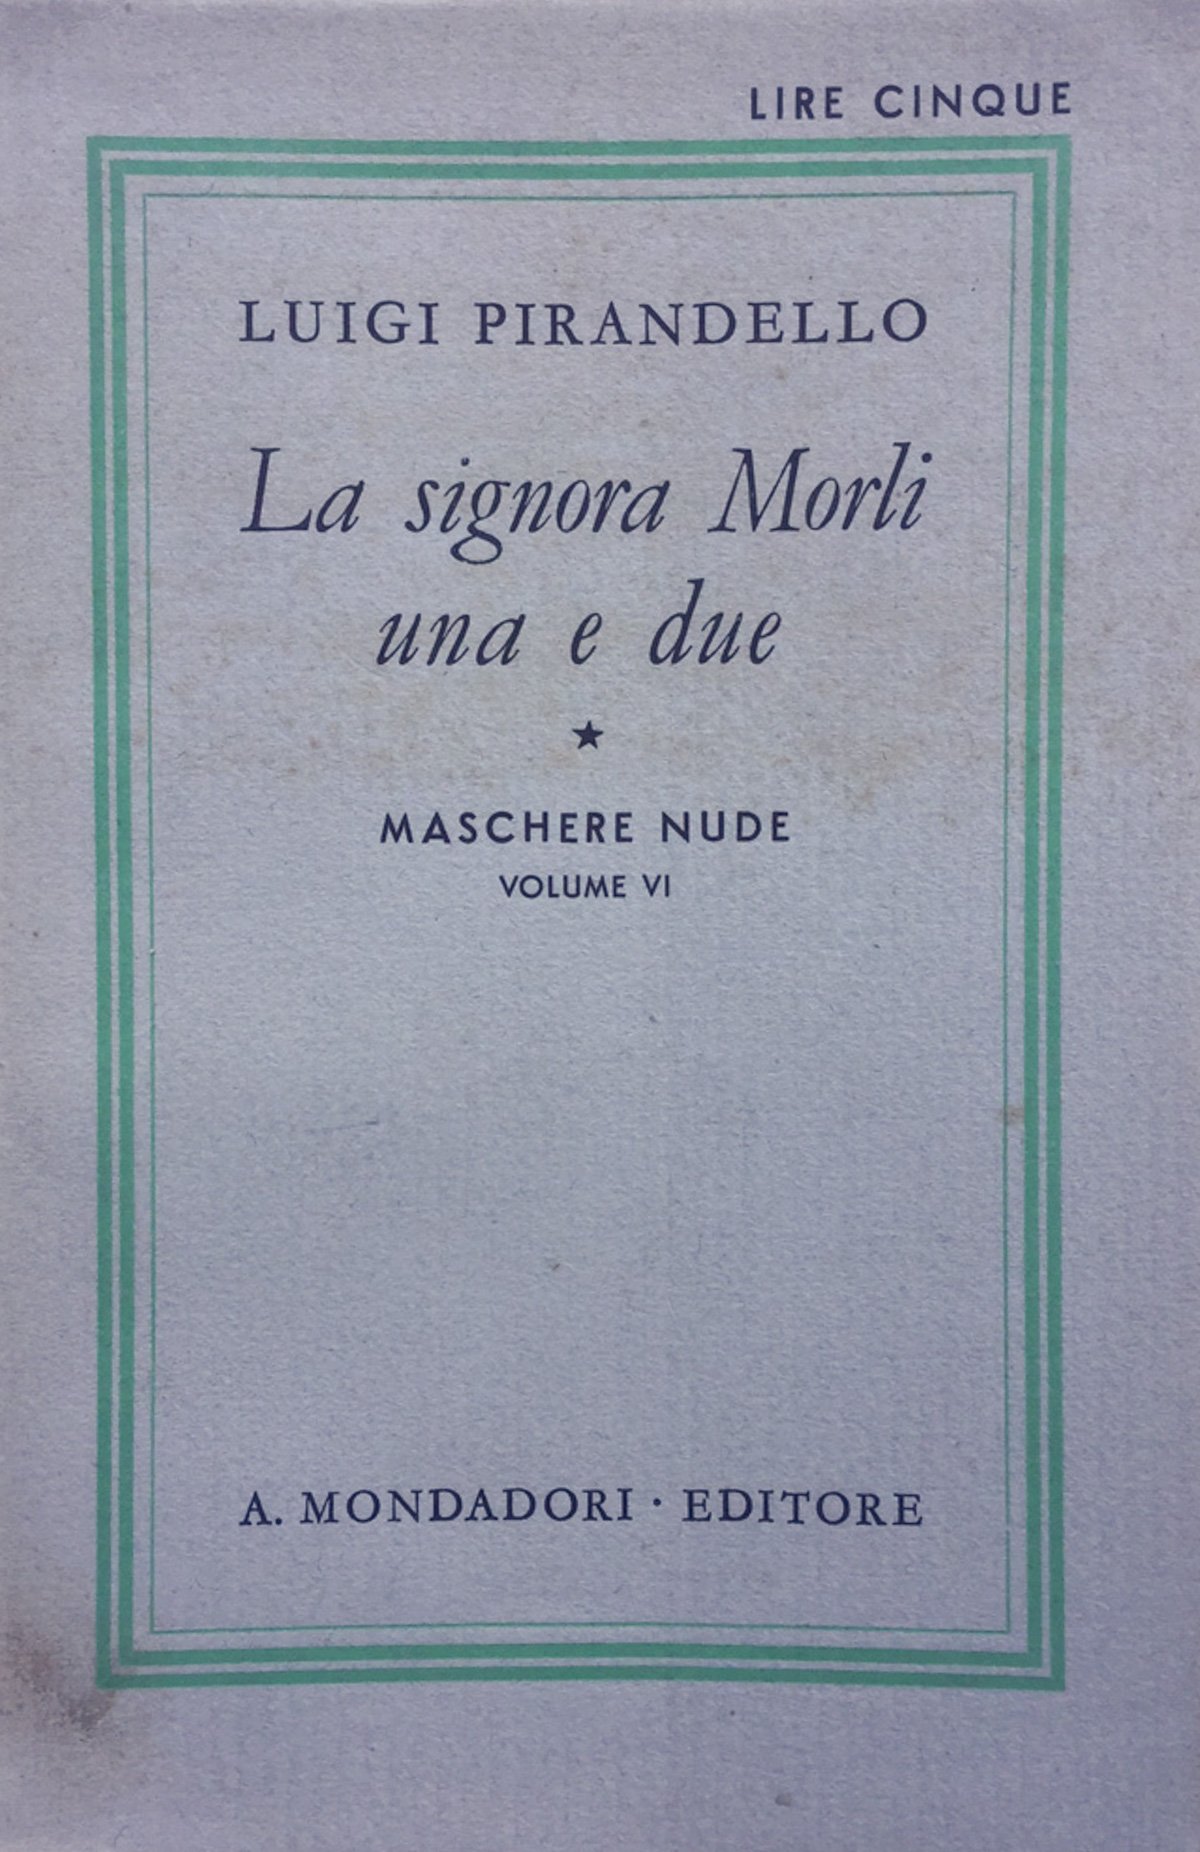 LIRE CINQUE
LUIGI PIRANDELLO
La signora Morli
una e due
★
MASCHERE NUDE
VOLUME VI
A. MONDADORI · EDITORE